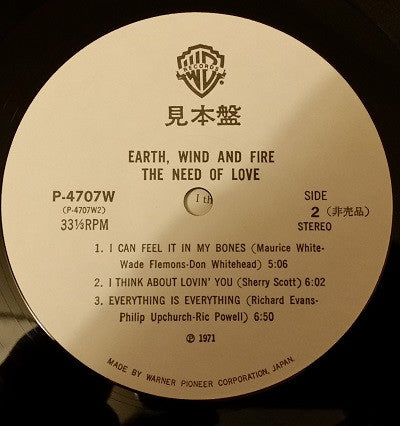 RECORDS
見本盤
EARTH, WIND AND FIRE
THE NEED OF LOVE
P-4707W
(P-4707W2)
33⅓RPM
SIDE
2 (非売品)
STEREO
1. I CAN FEEL IT IN MY BONES (Maurice White-
Wade Flemons-Don Whitehead) 5:06
2. I THINK ABOUT LOVIN' YOU (Sherry Scott) 6:02
3. EVERYTHING IS EVERYTHING (Richard Evans-
Philip Upchurch-Ric Powell) 6:50
℗ 1971
MADE BY WARNER PIONEER CORPORATION, JAPAN.